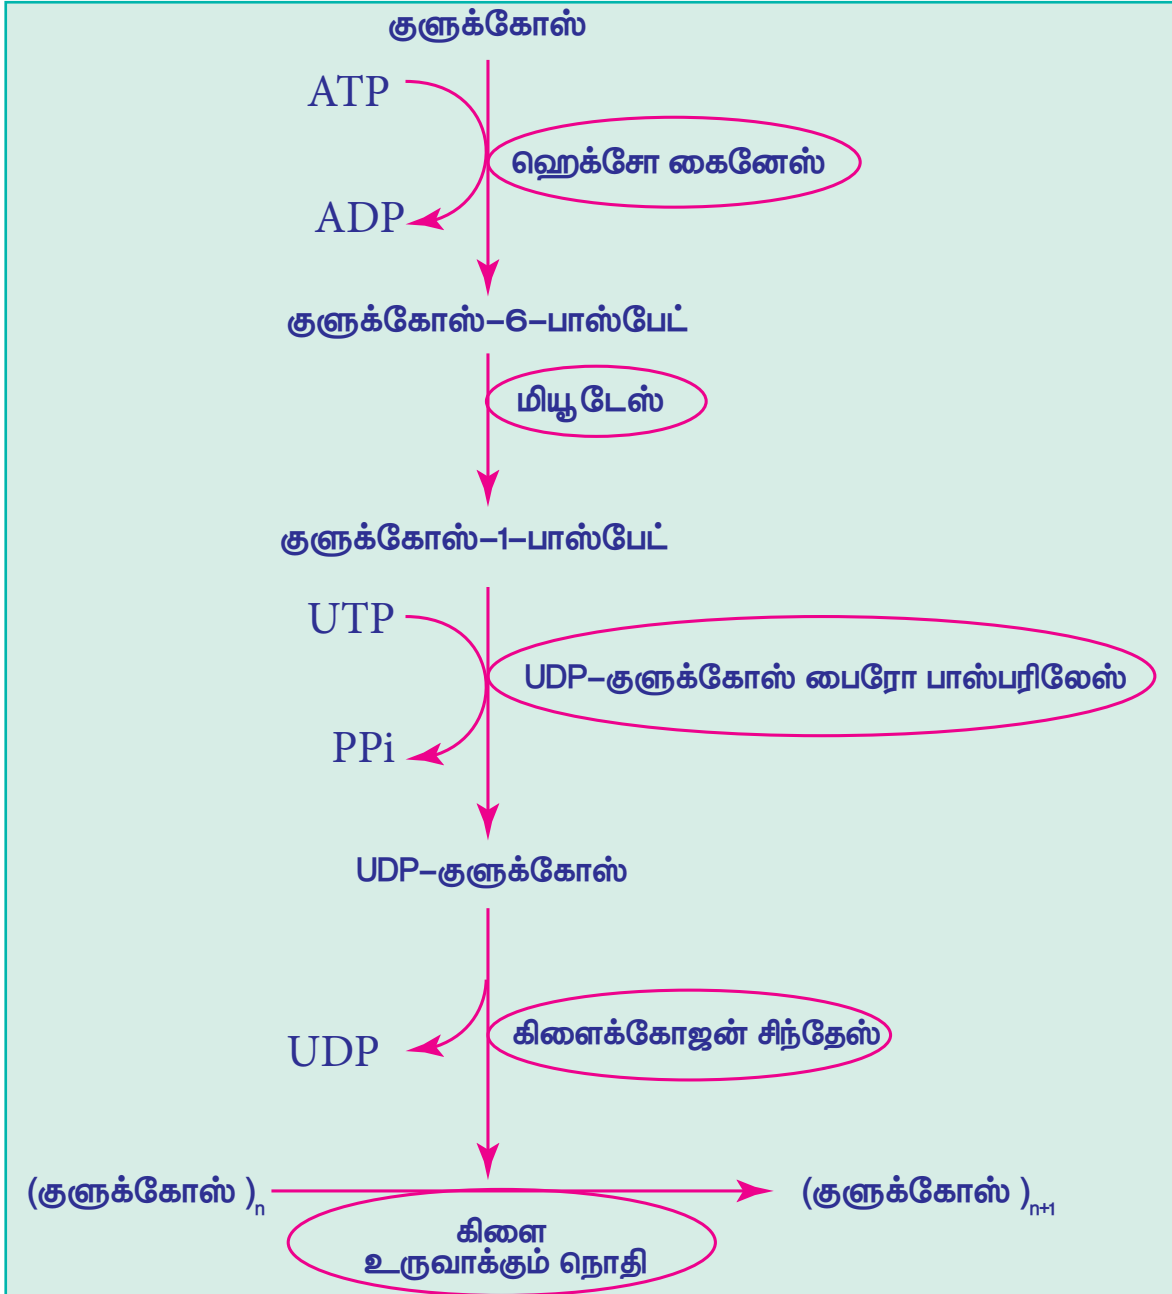 குளுக்கோஸ்
ATP
ஹெக்சோ கைனேஸ்
ADP
குளுக்கோஸ்–6–பாஸ்பேட்
மியூடேஸ்
குளுக்கோஸ்–1–பாஸ்பேட்
UTP
UDP–குளுக்கோஸ் பைரோ பாஸ்பரிலேஸ்
PPi
UDP–குளுக்கோஸ்
கிளைக்கோஜன் சிந்தேஸ்
UDP
(குளுக்கோஸ் )n (குளுக்கோஸ் )n+1
கிளை
உருவாக்கும் நொதி